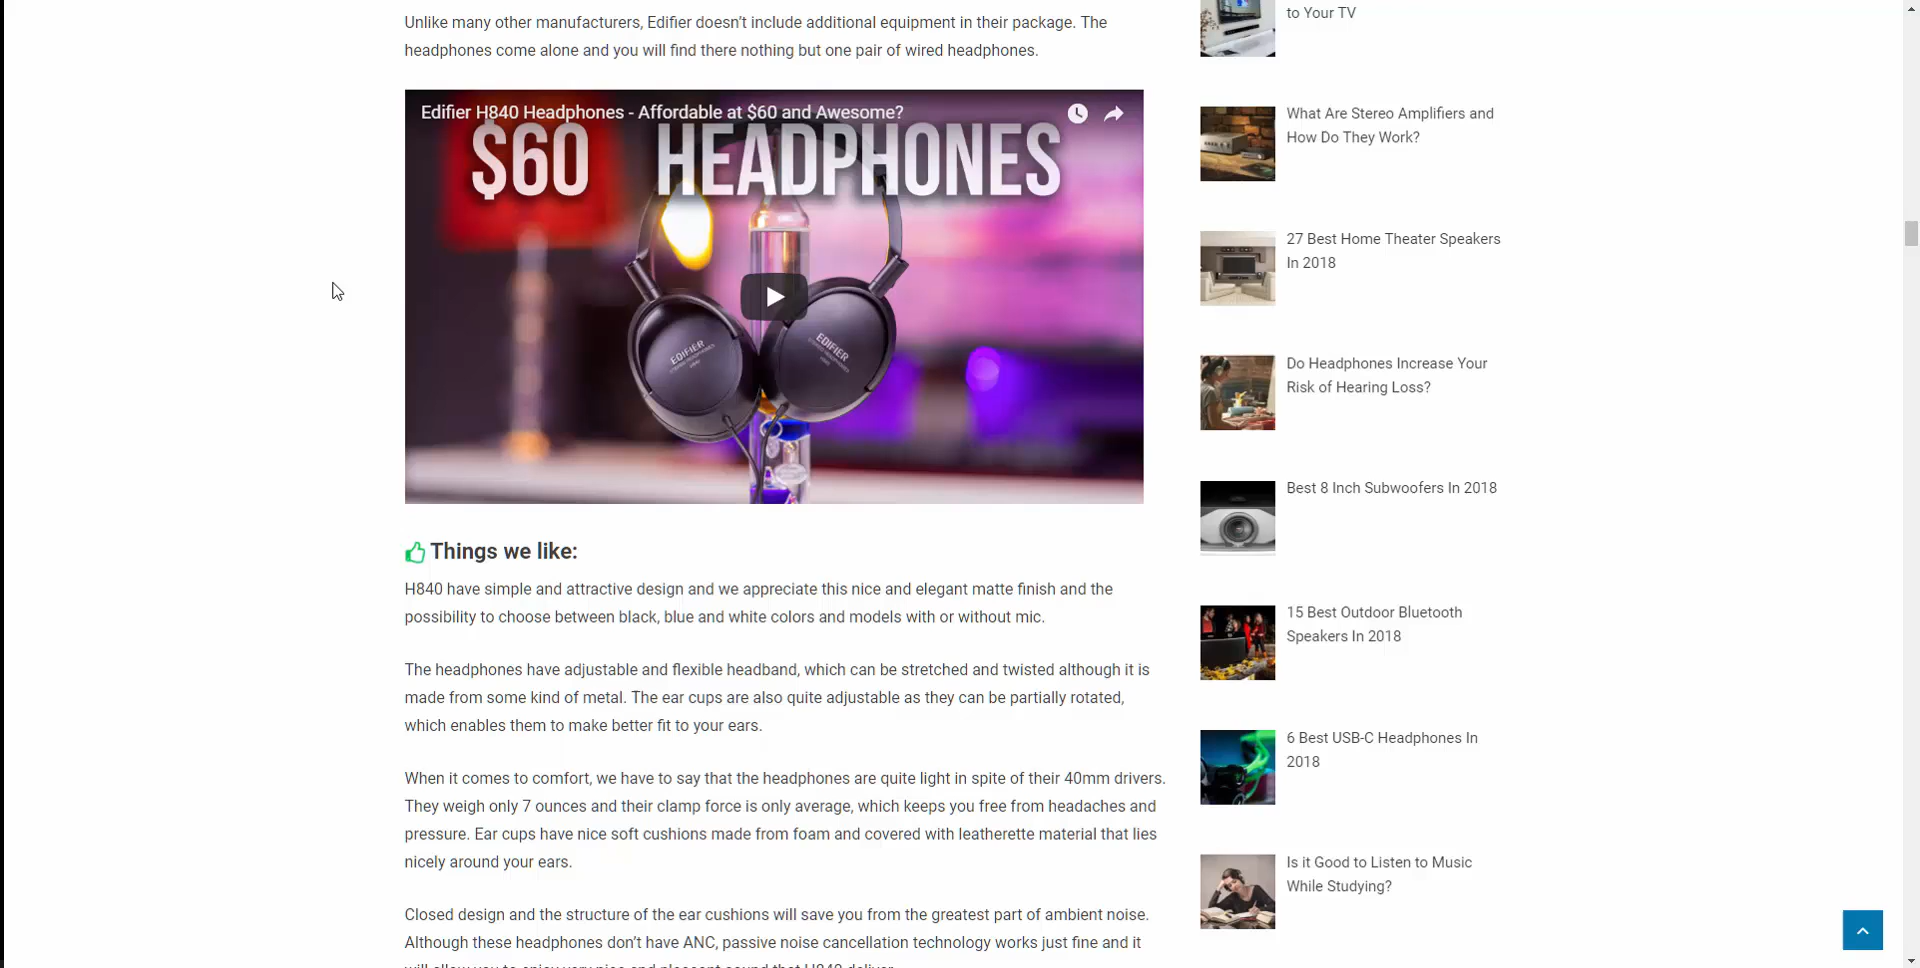 Unlike many other manufacturers, Edifier doesn’t include additional equipment in their package. The
headphones come alone and you will find there nothing but one pair of wired headphones.
Edifier H840 Headphones - Affordable at $60 and Awesome?
$60 HEADPHONES
EDIFIER
EDIFIER
Things we like:
H840 have simple and attractive design and we appreciate this nice and elegant matte finish and the
possibility to choose between black, blue and white colors and models with or without mic.
The headphones have adjustable and flexible headband, which can be stretched and twisted although it is
made from some kind of metal. The ear cups are also quite adjustable as they can be partially rotated,
which enables them to make better fit to your ears.
When it comes to comfort, we have to say that the headphones are quite light in spite of their 40mm drivers.
They weigh only 7 ounces and their clamp force is only average, which keeps you free from headaches and
pressure. Ear cups have nice soft cushions made from foam and covered with leatherette material that lies
nicely around your ears.
Closed design and the structure of the ear cushions will save you from the greatest part of ambient noise.
Although these headphones don’t have ANC, passive noise cancellation technology works just fine and it
to Your TV
What Are Stereo Amplifiers and
How Do They Work?
27 Best Home Theater Speakers
In 2018
Do Headphones Increase Your
Risk of Hearing Loss?
Best 8 Inch Subwoofers In 2018
15 Best Outdoor Bluetooth
Speakers In 2018
6 Best USB-C Headphones In
2018
Is it Good to Listen to Music
While Studying?